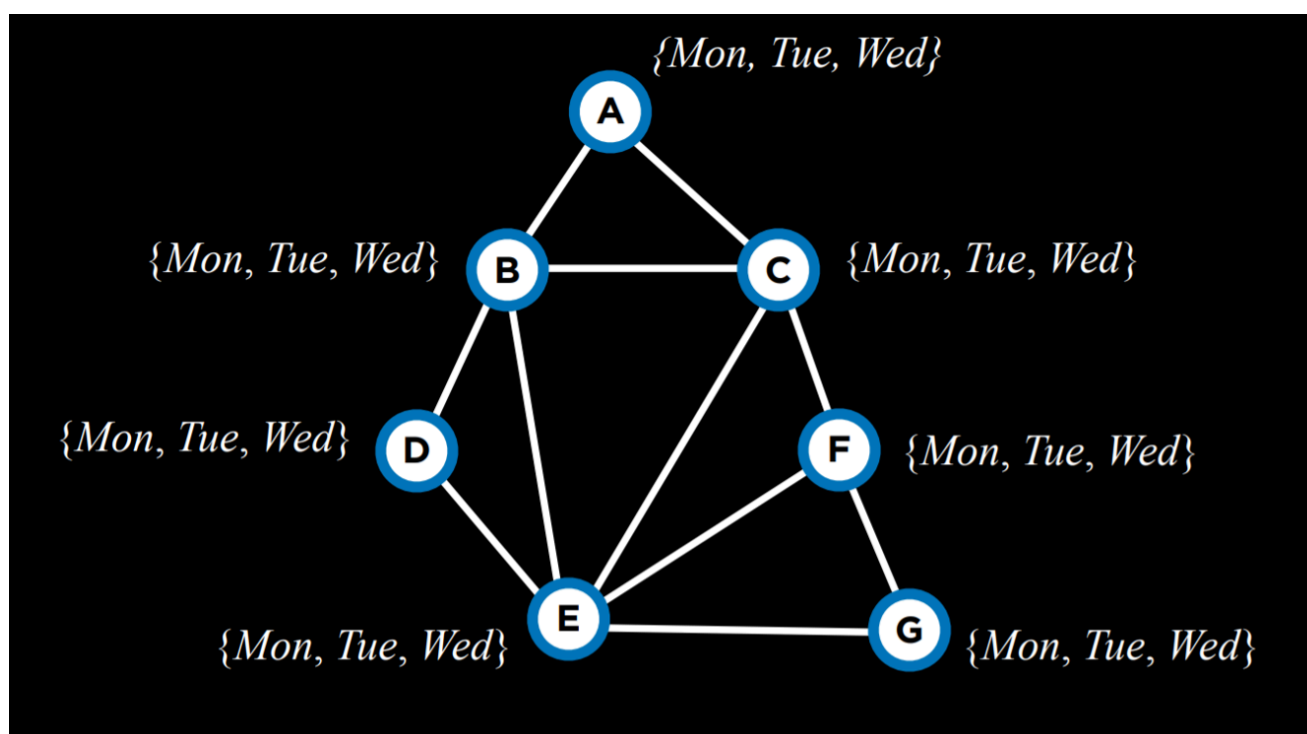 {Mon, Tue, Wed}
A
{Mon, Tue, Wed}
B
C
{Mon, Tue, Wed}
{Mon, Tue, Wed}
D
F
{Mon, Tue, Wed}
{Mon, Tue, Wed}
E
G
{Mon, Tue, Wed}